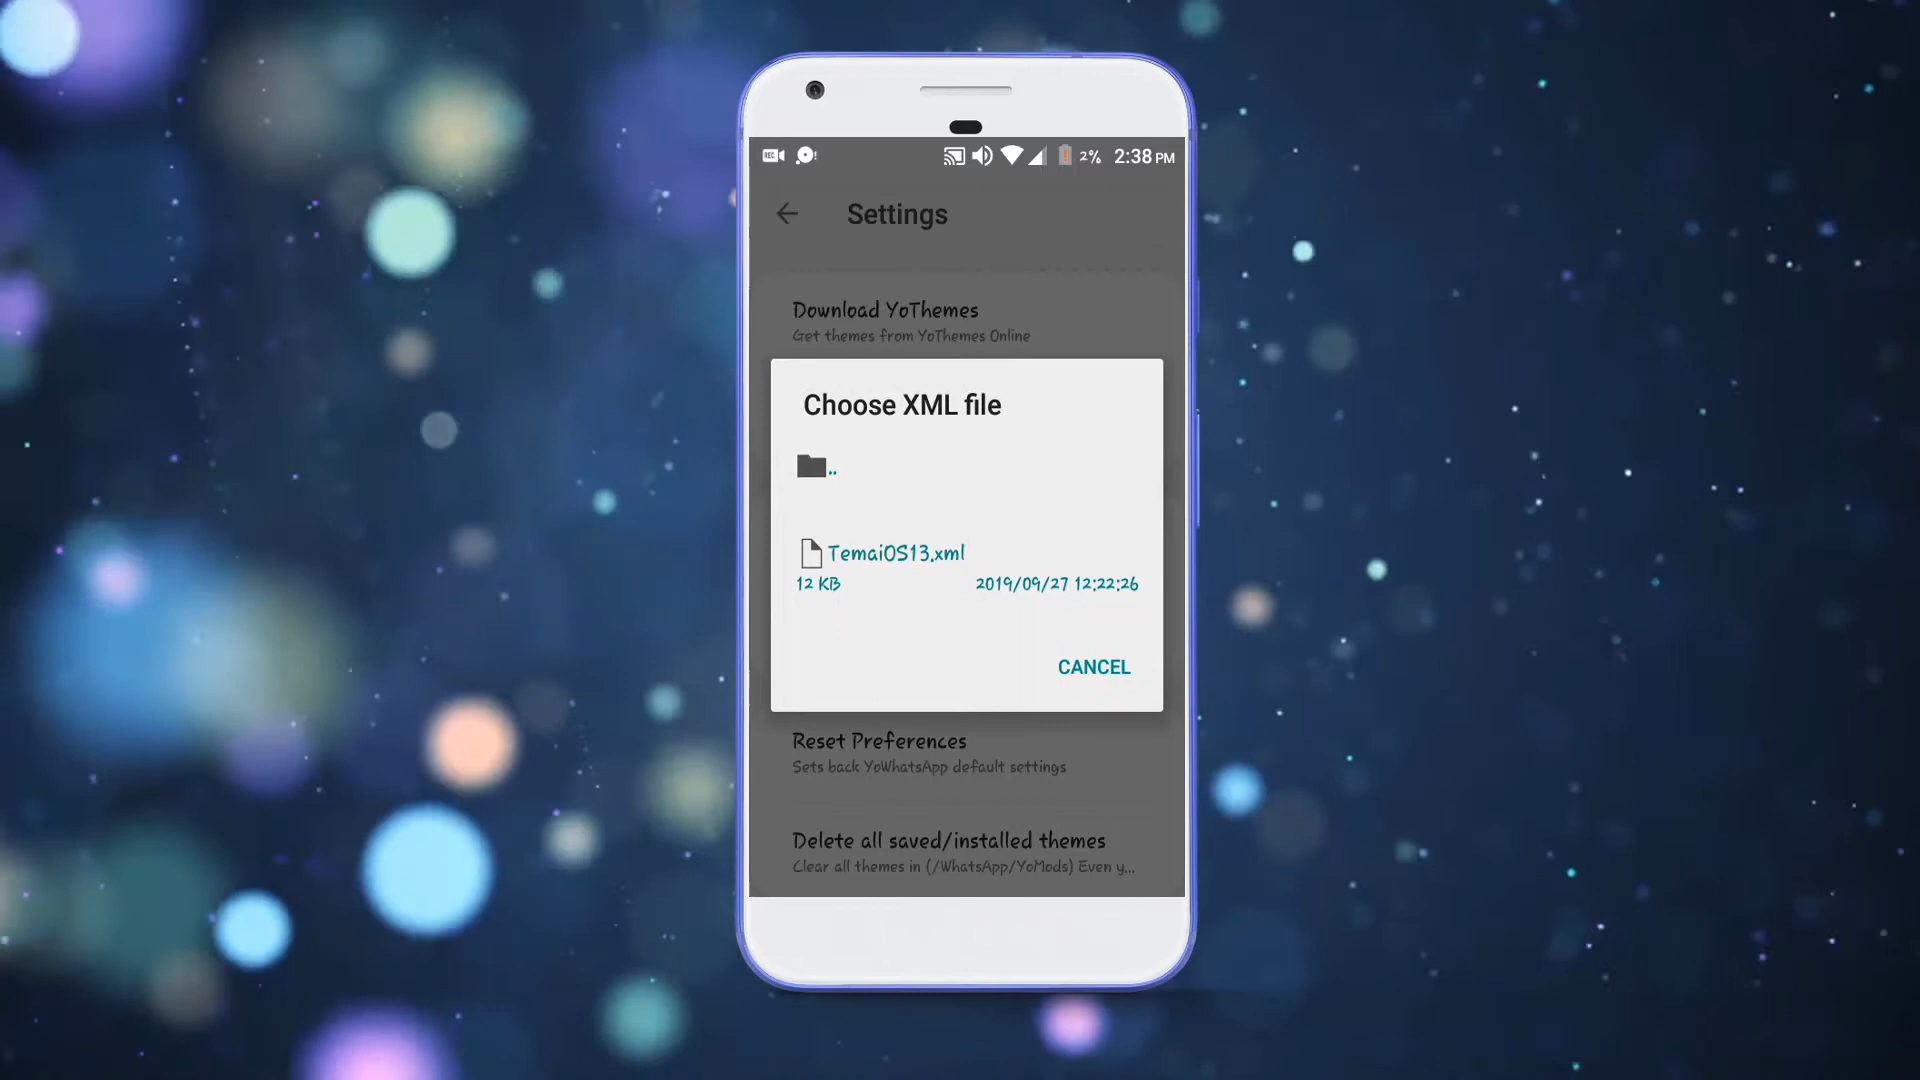 REC
2% 2:38 PM
Settings
Download YoThemes
Get themes from YoThemes Online
Choose XML file
..
TemaiOS13.xml
12 KB 2019/09/27 12:22:26
CANCEL
Reset Preferences
Sets back YoWhatsApp default settings
Delete all saved/installed themes
Clear all themes in (/WhatsApp/YoMods) Even y...